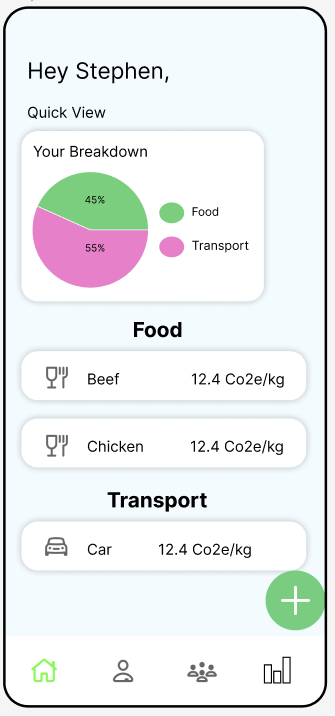 Hey Stephen,
Quick View
Your Breakdown
45%
Food
55%
Transport
Food
Beef 12.4 Co2e/kg
Chicken 12.4 Co2e/kg
Transport
Car 12.4 Co2e/kg